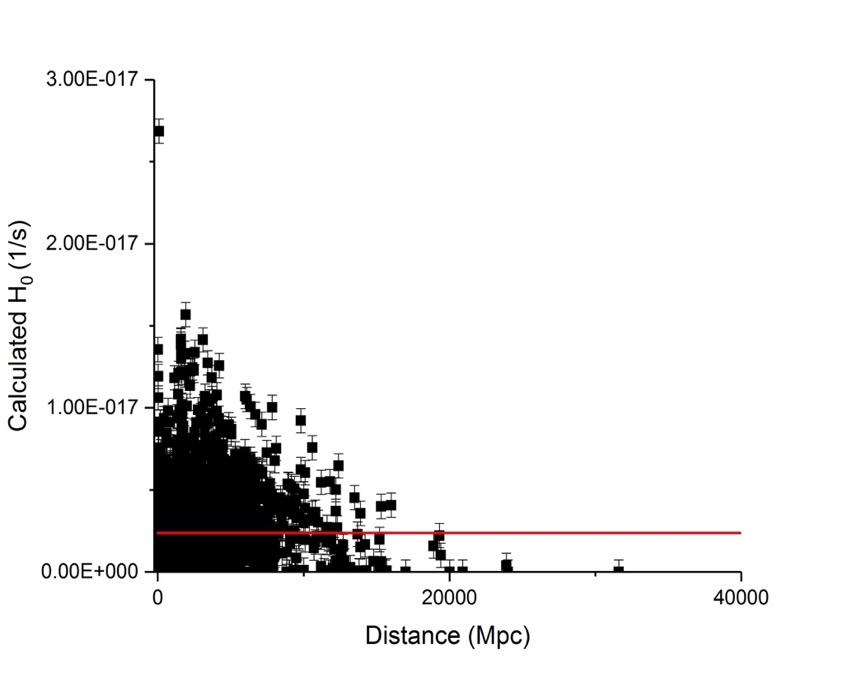 3.00E-017
2.00E-017
1.00E-017
0.00E+000
Calculated H₀ (1/s)
0
20000
40000
Distance (Mpc)